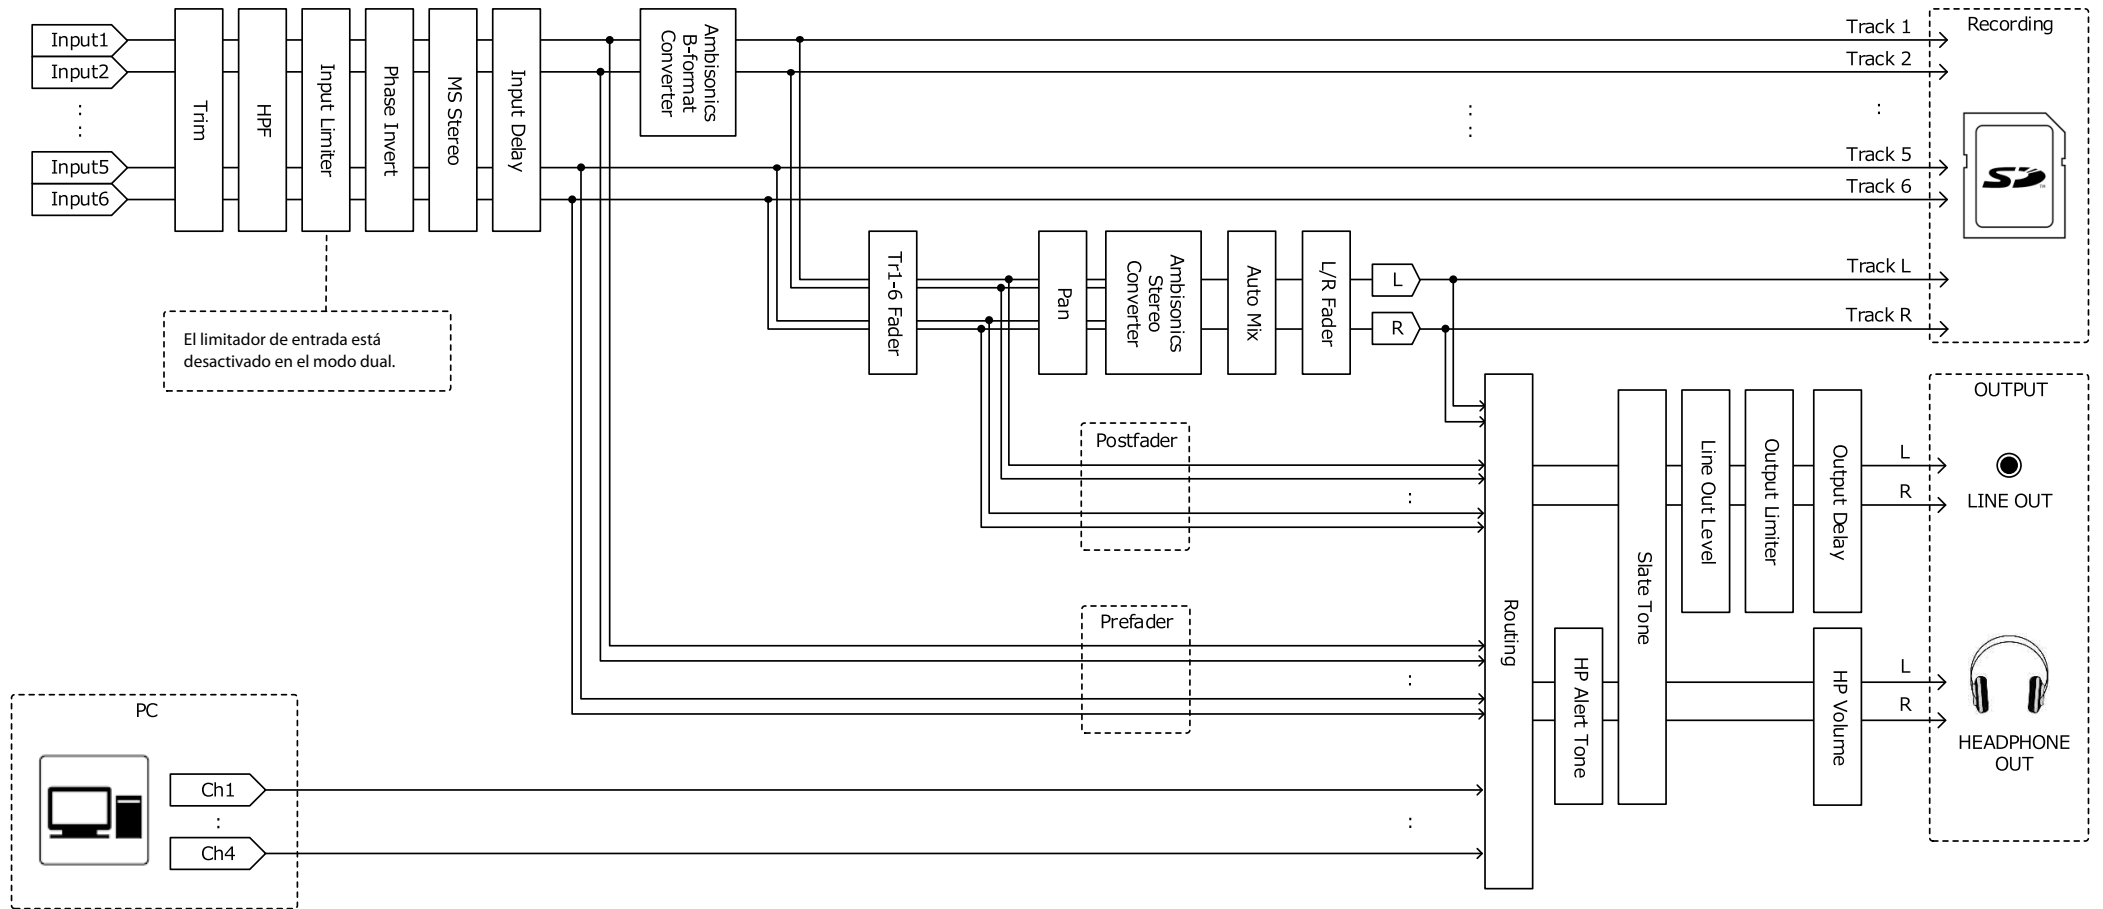 Input1
Input2
:
:
Input5
Input6
Trim
HPF
Input Limiter
Phase Invert
MS Stereo
Input Delay
Ambisonics
B-format
Converter
Track 1
Track 2
:
:
:
Track 5
Track 6
Track L
Track R
Recording
SD
TM
El limitador de entrada está
desactivado en el modo dual.
Tr1-6 Fader
Pan
Ambisonics
Stereo
Converter
Auto Mix
L/R Fader
L
R
Postfader
:
Prefader
:
Routing
HP Alert Tone
Slate Tone
Line Out Level
Output Limiter
Output Delay
HP Volume
L
R
L
R
OUTPUT
LINE OUT
HEADPHONE
OUT
PC
Ch1
:
Ch4
: